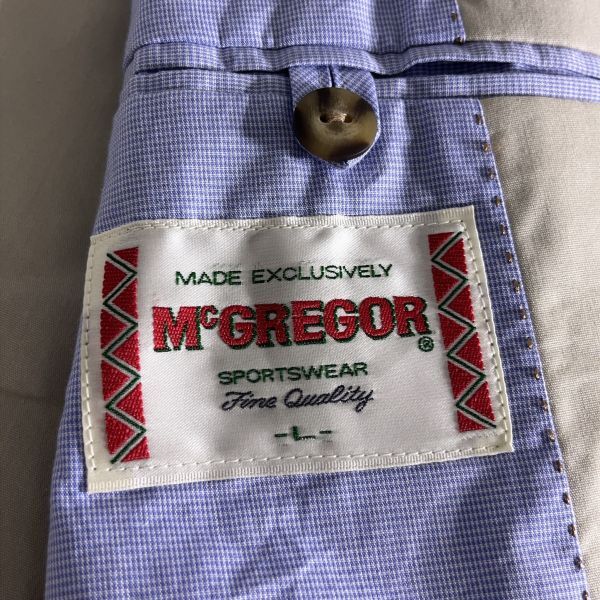 MADE EXCLUSIVELY
McGREGOR®
SPORTSWEAR
Fine Quality
-L-